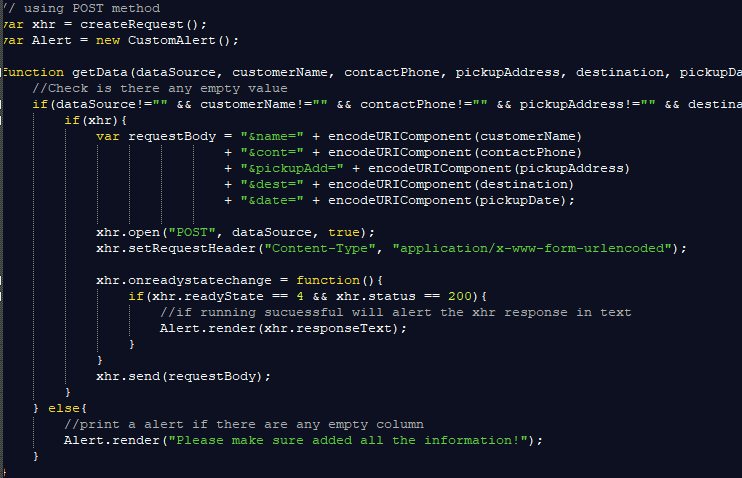 // using POST method
var xhr = createRequest();
var Alert = new CustomAlert();
function getData(dataSource, customerName, contactPhone, pickupAddress, destination, pickupDa
//Check is there any empty value
if(dataSource!="" && customerName!="" && contactPhone!="" && pickupAddress!="" && destina
if(xhr){
var requestBody = "&name=" + encodeURIComponent(customerName)
+ "&cont=" + encodeURIComponent(contactPhone)
+ "&pickupAdd=" + encodeURIComponent(pickupAddress)
+ "&dest=" + encodeURIComponent(destination)
+ "&date=" + encodeURIComponent(pickupDate);
xhr.open("POST", dataSource, true);
xhr.setRequestHeader("Content-Type", "application/x-www-form-urlencoded");
xhr.onreadystatechange = function(){
if(xhr.readyState == 4 && xhr.status == 200){
//if running sucuessful will alert the xhr response in text
Alert.render(xhr.responseText);
}
}
xhr.send(requestBody);
}
} else{
//print a alert if there are any empty column
Alert.render("Please make sure added all the information!");
}
}